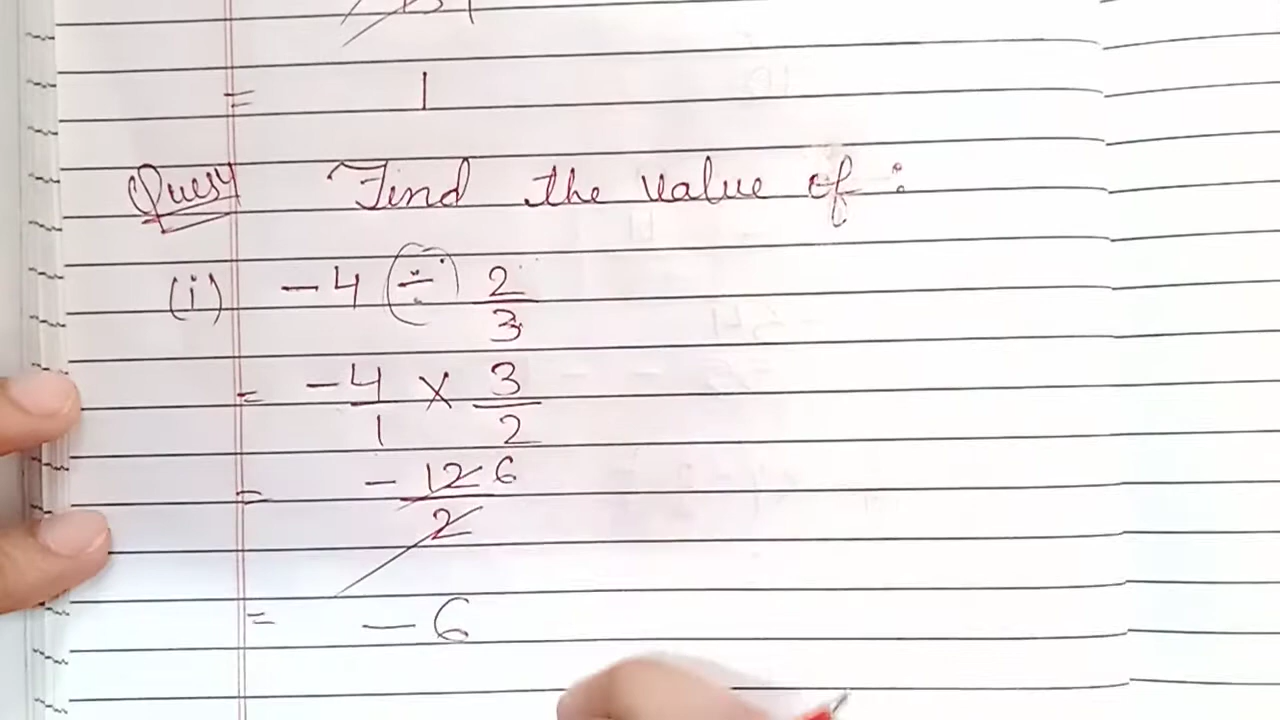 = 1
Ques4 Find the value of :
(i) -4 ÷ 2/3
= -4/1 × 3/2
= -12/2 6
= -6